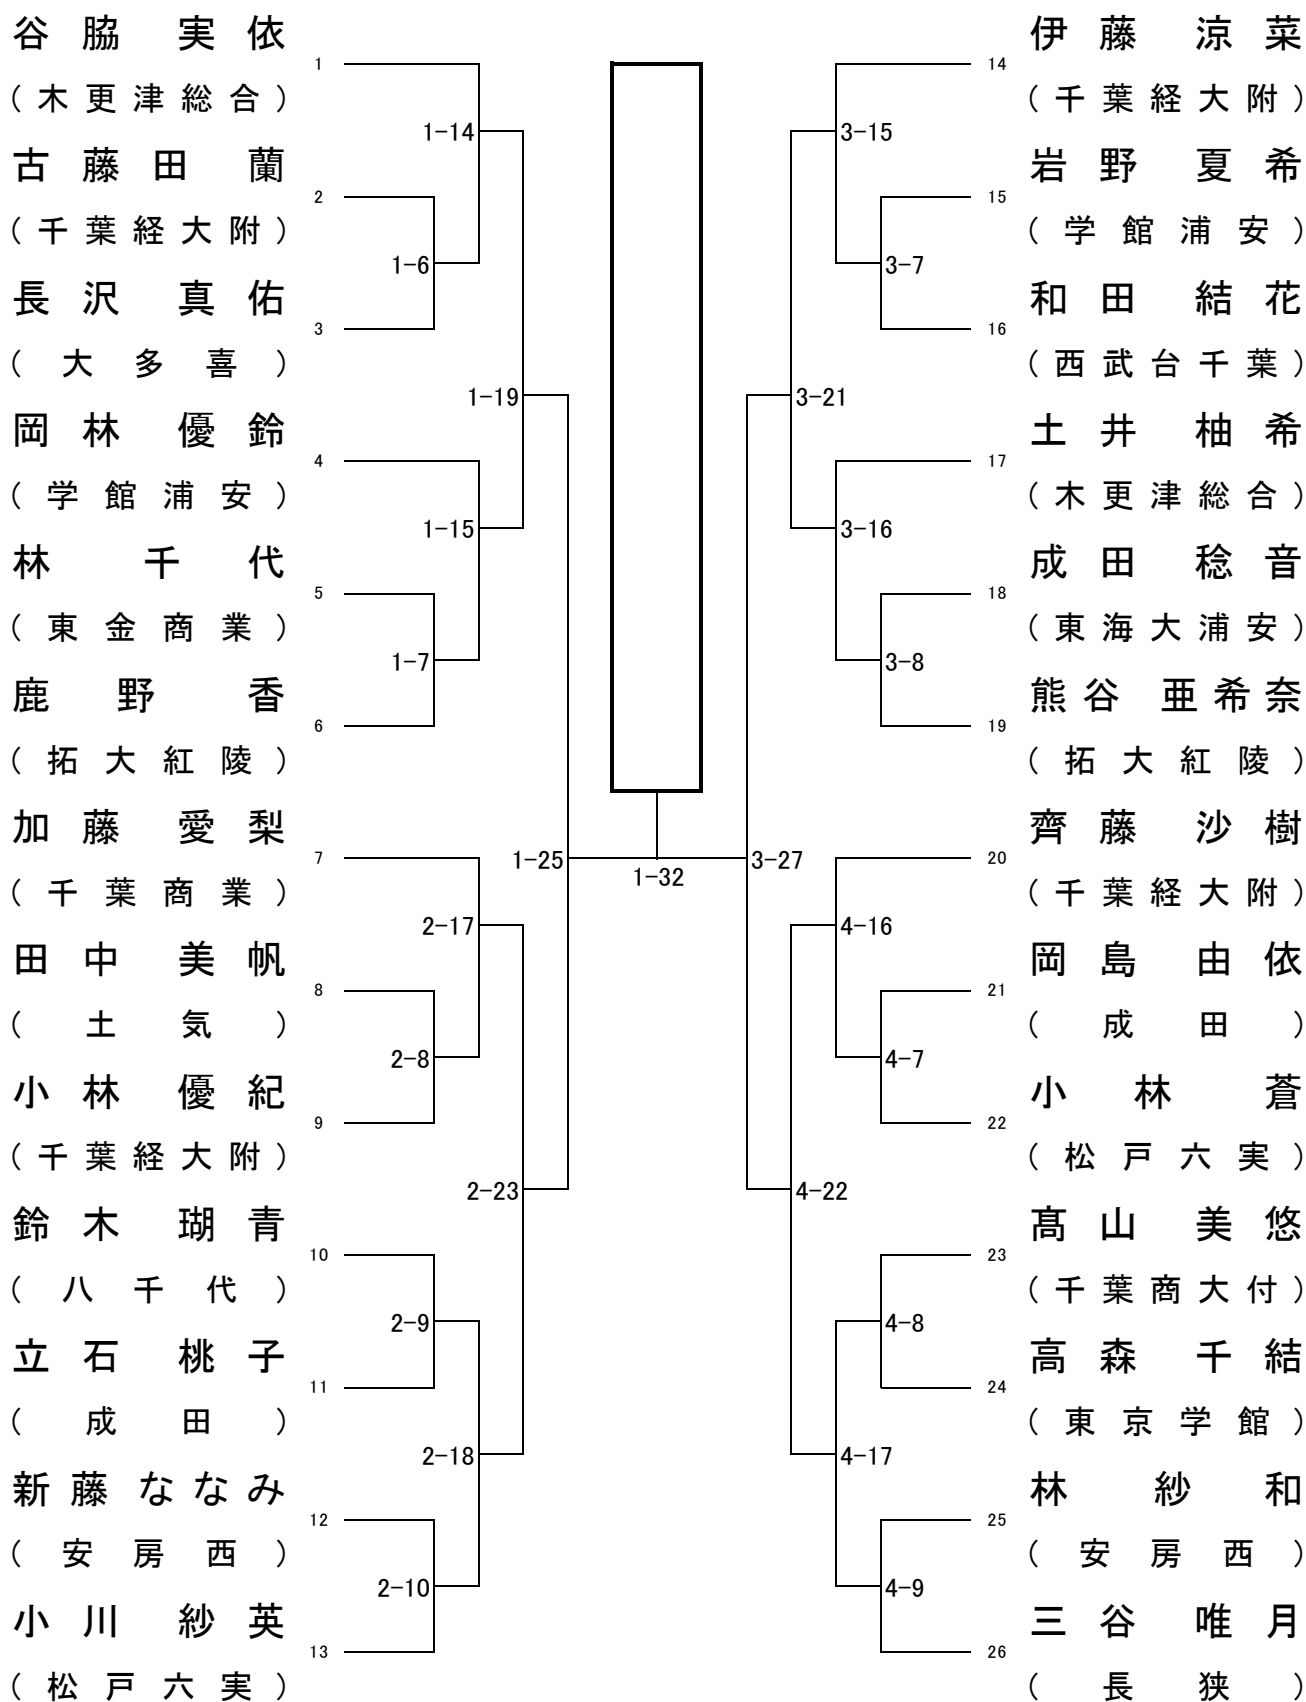 谷脇 実依
1
(木更津総合)
1-14
古藤田 蘭
2
(千葉経大附)
1-6
長沢 真佑
3
(大多喜)
1-19
岡林 優鈴
4
(学館浦安)
1-15
林 千代
5
(東金商業)
1-7
鹿野 香
6
(拓大紅陵)
加藤 愛梨
7
1-25
(千葉商業)
2-17
田中 美帆
8
(土気)
2-8
小林 優紀
9
(千葉経大附)
2-23
鈴木 瑚青
10
(八千代)
2-9
立石 桃子
11
(成田)
2-18
新藤 ななみ
12
(安房西)
2-10
小川 紗英
13
(松戸六実)
1-32
伊藤 涼菜
14
(千葉経大附)
3-15
岩野 夏希
15
(学館浦安)
3-7
和田 結花
16
(西武台千葉)
3-21
土井 柚希
17
(木更津総合)
3-16
成田 稔音
18
(東海大浦安)
3-8
熊谷 亜希奈
19
(拓大紅陵)
齊藤 沙樹
20
3-27
(千葉経大附)
4-16
岡島 由依
21
(成田)
4-7
小林 蒼
22
(松戸六実)
4-22
髙山 美悠
23
(千葉商大付)
4-8
高森 千結
24
(東京学館)
4-17
林 紗和
25
(安房西)
4-9
三谷 唯月
26
(長狭)